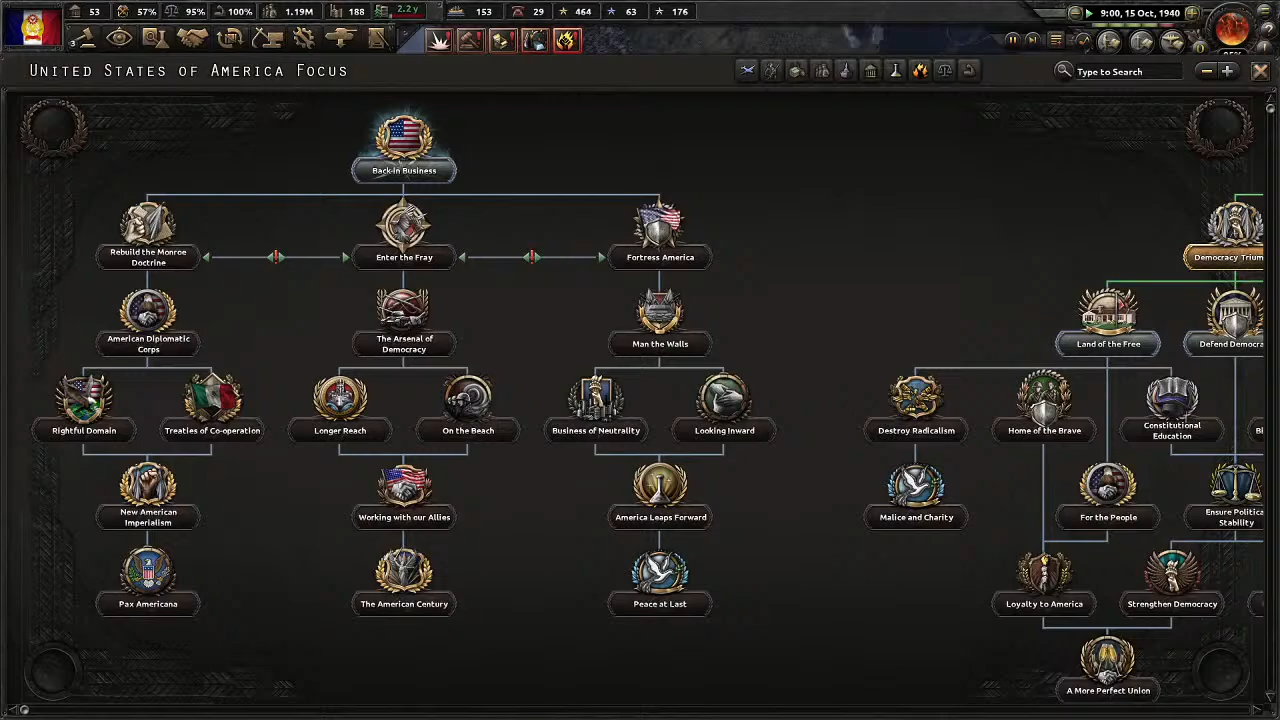 53 57% 95% 100% 1.19M 188 2.2 y 153 29 464 63 176 9:00, 15 Oct, 1940
3
0
United States of America Focus
Type to Search
Back in Business
Rebuild the Monroe
Doctrine
Enter the Fray
Fortress America
Democracy Trium
American Diplomatic
Corps
The Arsenal of
Democracy
Man the Walls
Land of the Free
Defend Democra
Rightful Domain
Treaties of Co-operation
Longer Reach
On the Beach
Business of Neutrality
Looking Inward
Destroy Radicalism
Home of the Brave
Constitutional
Education
New American
Imperialism
Working with our Allies
America Leaps Forward
Malice and Charity
For the People
Ensure Politica
Stability
Pax Americana
The American Century
Peace at Last
Loyalty to America
Strengthen Democracy
A More Perfect Union